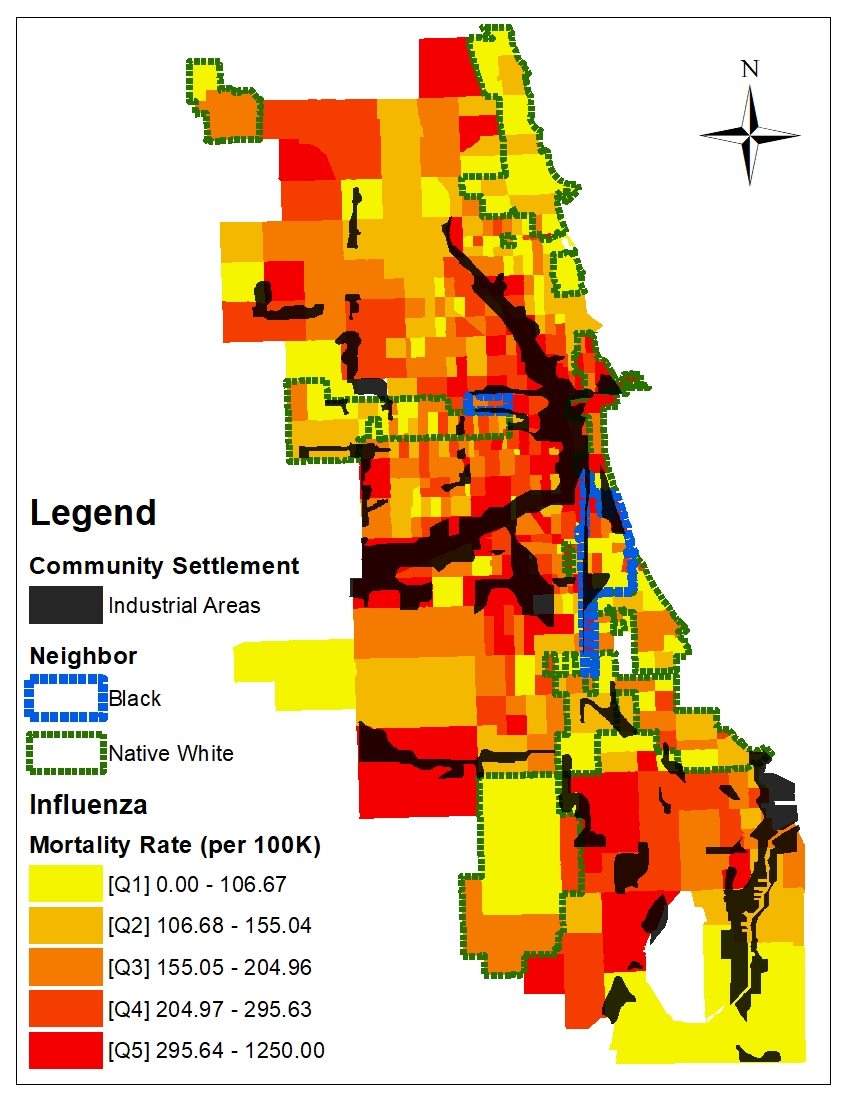 N
Legend
Community Settlement
Industrial Areas
Neighbor
Black
Native White
Influenza
Mortality Rate (per 100K)
[Q1] 0.00 - 106.67
[Q2] 106.68 - 155.04
[Q3] 155.05 - 204.96
[Q4] 204.97 - 295.63
[Q5] 295.64 - 1250.00